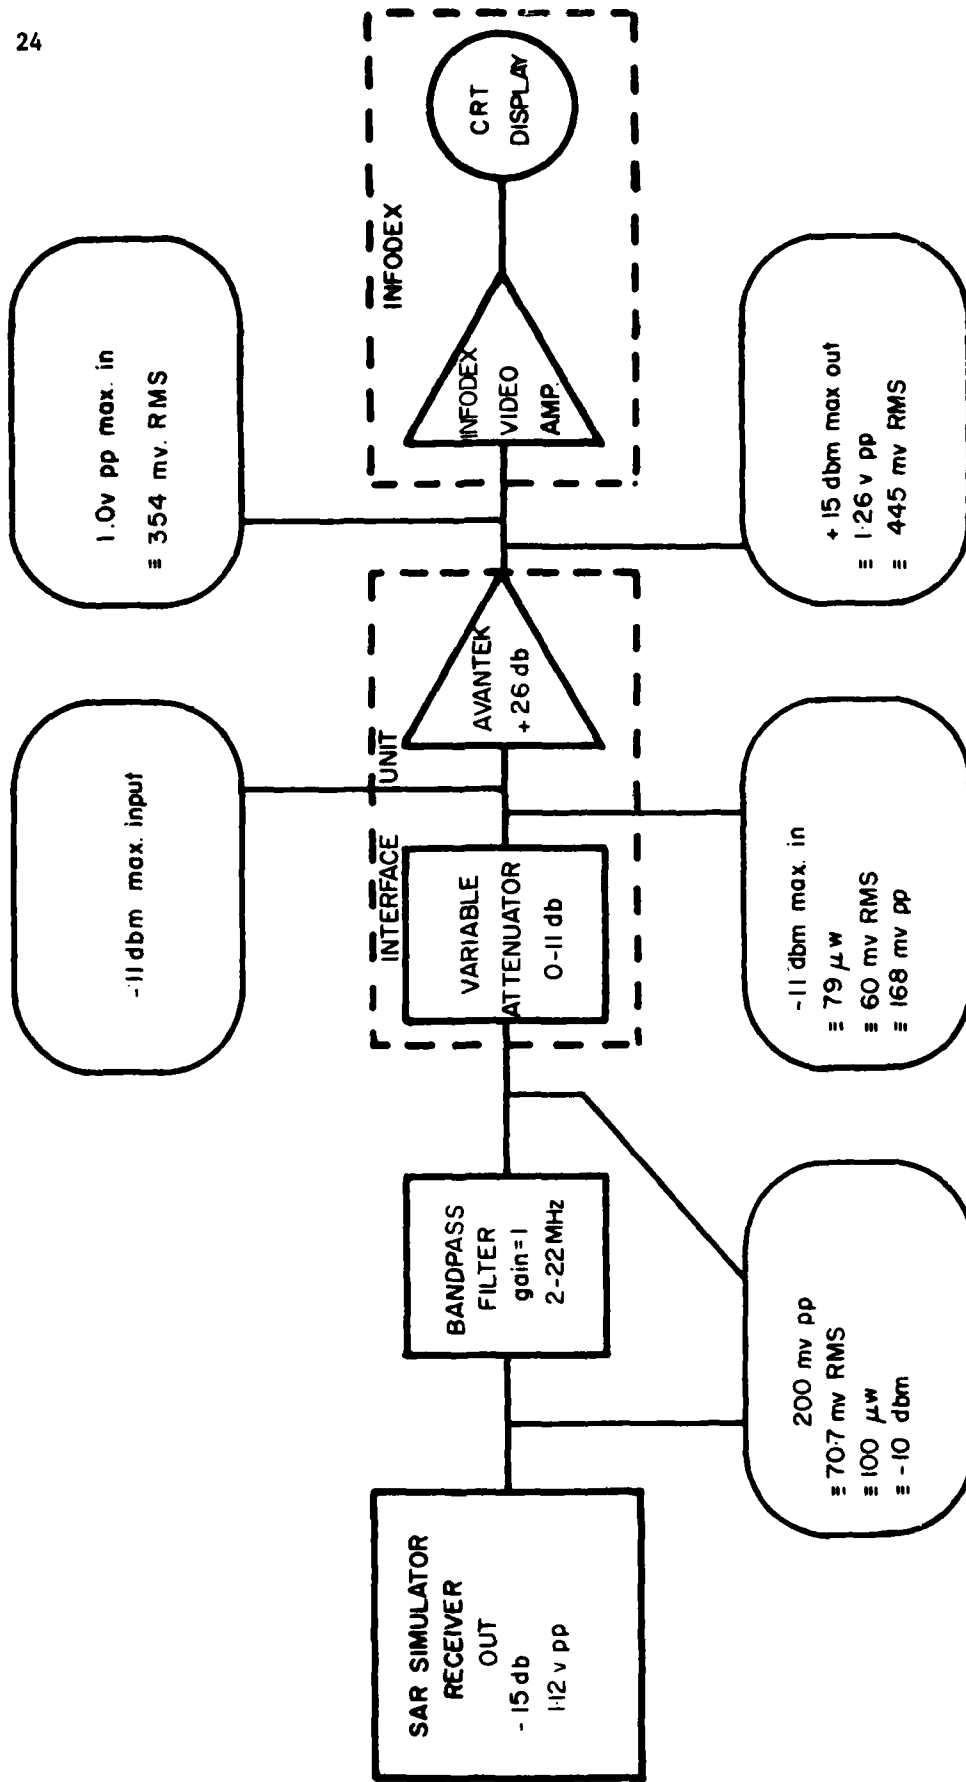 24
SAR SIMULATOR
RECEIVER
OUT
-15 db
1·12 v pp
200 mv pp
≡ 70·7 mv RMS
≡ 100 μw
≡ -10 dbm
BANDPASS
FILTER
gain=1
2-22MHz
INTERFACE UNIT
VARIABLE
ATTENUATOR
0-11 db
-11 dbm max. input
-11 dbm max. in
≡ 79 μw
≡ 60 mv RMS
≡ 168 mv pp
AVANTEK
+26 db
1.0v pp max. in
≡ 354 mv. RMS
+15 dbm max out
≡ 1·26 v pp
≡ 445 mv RMS
INFODEX
INFODEX
VIDEO
AMP.
CRT
DISPLAY